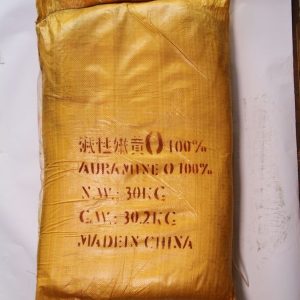 碱性嫩黄O 100%
AURAMINE O 100%
N.W.: 30KG
G.W.: 30.2KG
MADE IN CHINA